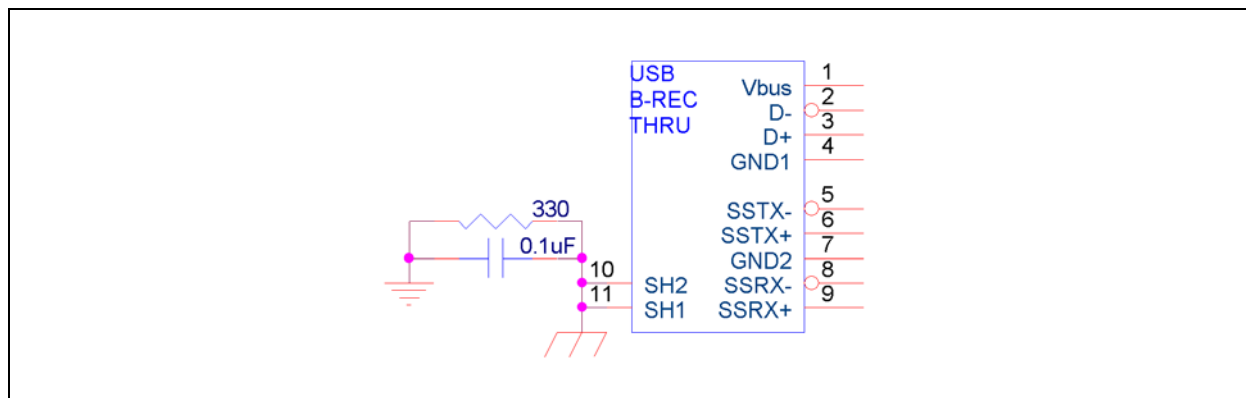 USB
B-REC
THRU
Vbus 1
D- 2
D+ 3
GND1 4
SSTX- 5
SSTX+ 6
GND2 7
SSRX- 8
SSRX+ 9
330
0.1uF
10 SH2
11 SH1